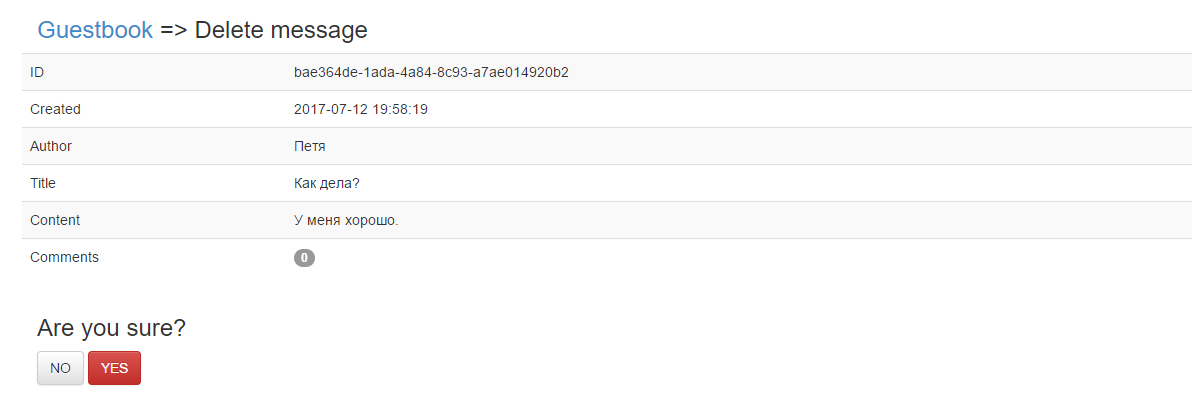 Guestbook => Delete message
ID bae364de-1ada-4a84-8c93-a7ae014920b2
Created 2017-07-12 19:58:19
Author Петя
Title Как дела?
Content У меня хорошо.
Comments 0
Are you sure?
NO YES